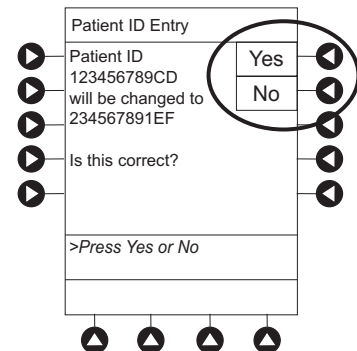 Patient ID Entry
Patient ID
Yes
123456789CD
No
will be changed to
234567891EF
Is this correct?
>Press Yes or No